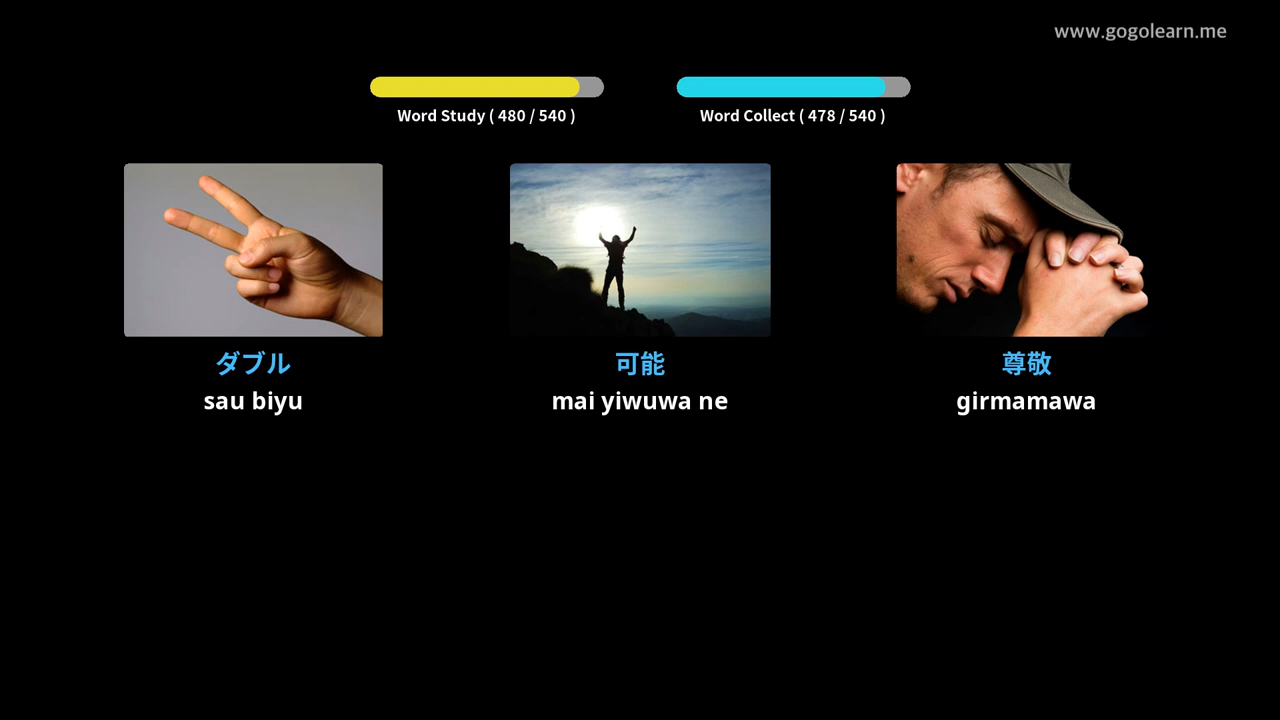 www.gogolearn.me
Word Study ( 480 / 540 )
Word Collect ( 478 / 540 )
ダブル
sau biyu
可能
mai yiwuwa ne
尊敬
girmamawa